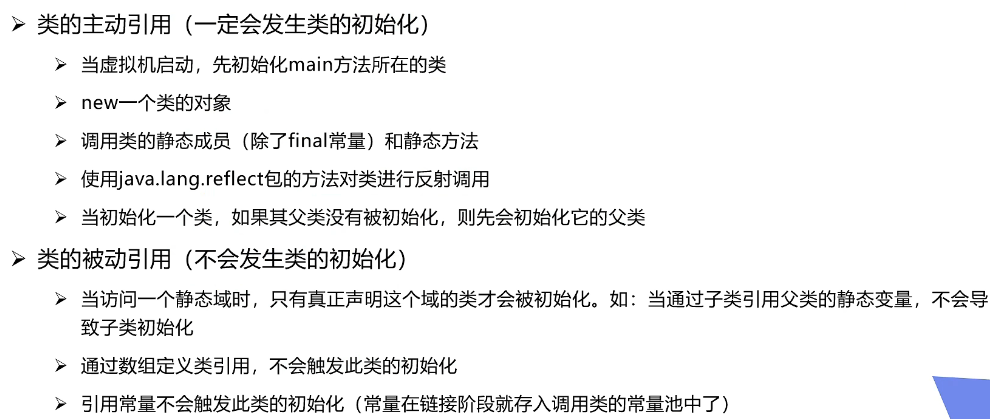 类的主动引用（一定会发生类的初始化）
当虚拟机启动，先初始化main方法所在的类
new一个类的对象
调用类的静态成员（除了final常量）和静态方法
使用java.lang.reflect包的方法对类进行反射调用
当初始化一个类，如果其父类没有被初始化，则先会初始化它的父类
类的被动引用（不会发生类的初始化）
当访问一个静态域时，只有真正声明这个域的类才会被初始化。如：当通过子类引用父类的静态变量，不会导
致子类初始化
通过数组定义类引用，不会触发此类的初始化
引用常量不会触发此类的初始化（常量在链接阶段就存入调用类的常量池中了）